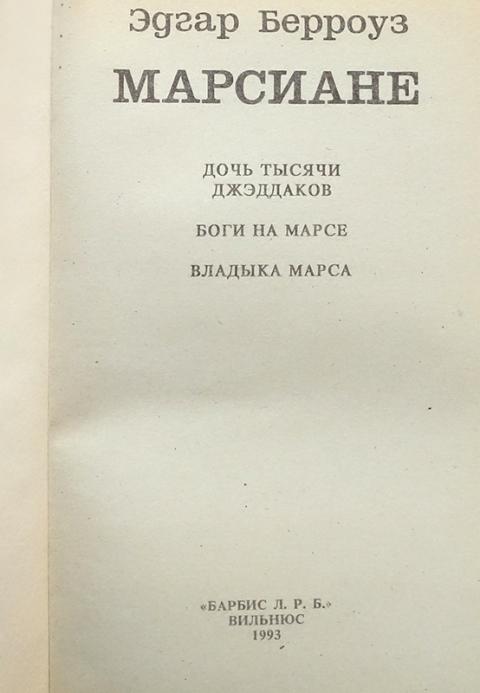 Эдгар Берроуз
МАРСИАНЕ
ДОЧЬ ТЫСЯЧИ
ДЖЭДДАКОВ
БОГИ НА МАРСЕ
ВЛАДЫКА МАРСА
«БАРБИС Л. Р. Б.»
ВИЛЬНЮС
1993